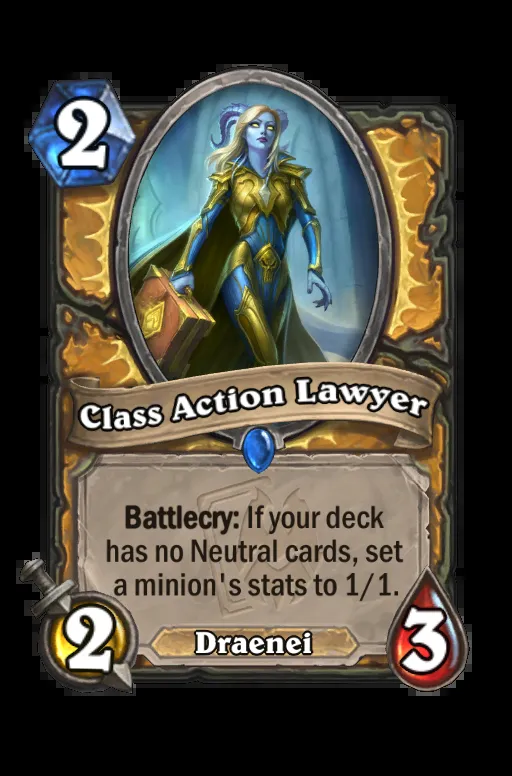 2
Class Action Lawyer
Battlecry: If your deck
has no Neutral cards, set
a minion's stats to 1/1.
2
Draenei
3